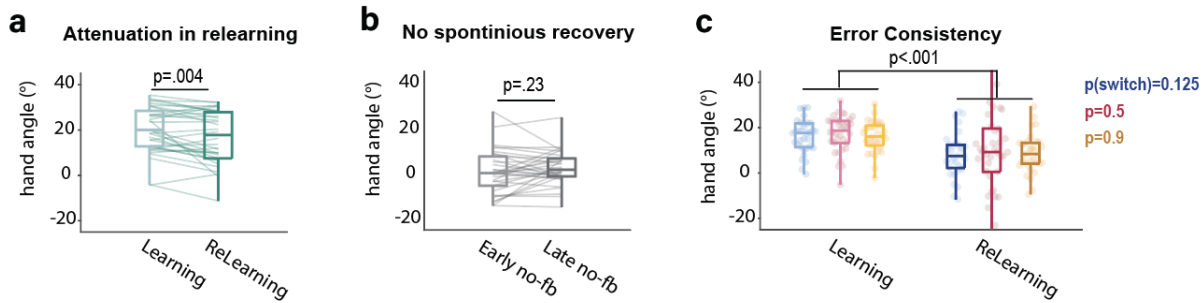 a
Attenuation in relearning
p=.004
hand angle (°)
40
20
0
-20
Learning
ReLearning
b
No spontinious recovery
p=.23
hand angle (°)
40
20
0
-20
Early no-fb
Late no-fb
c
Error Consistency
p<.001
hand angle (°)
40
20
0
-20
Learning
ReLearning
p(switch)=0.125
p=0.5
p=0.9